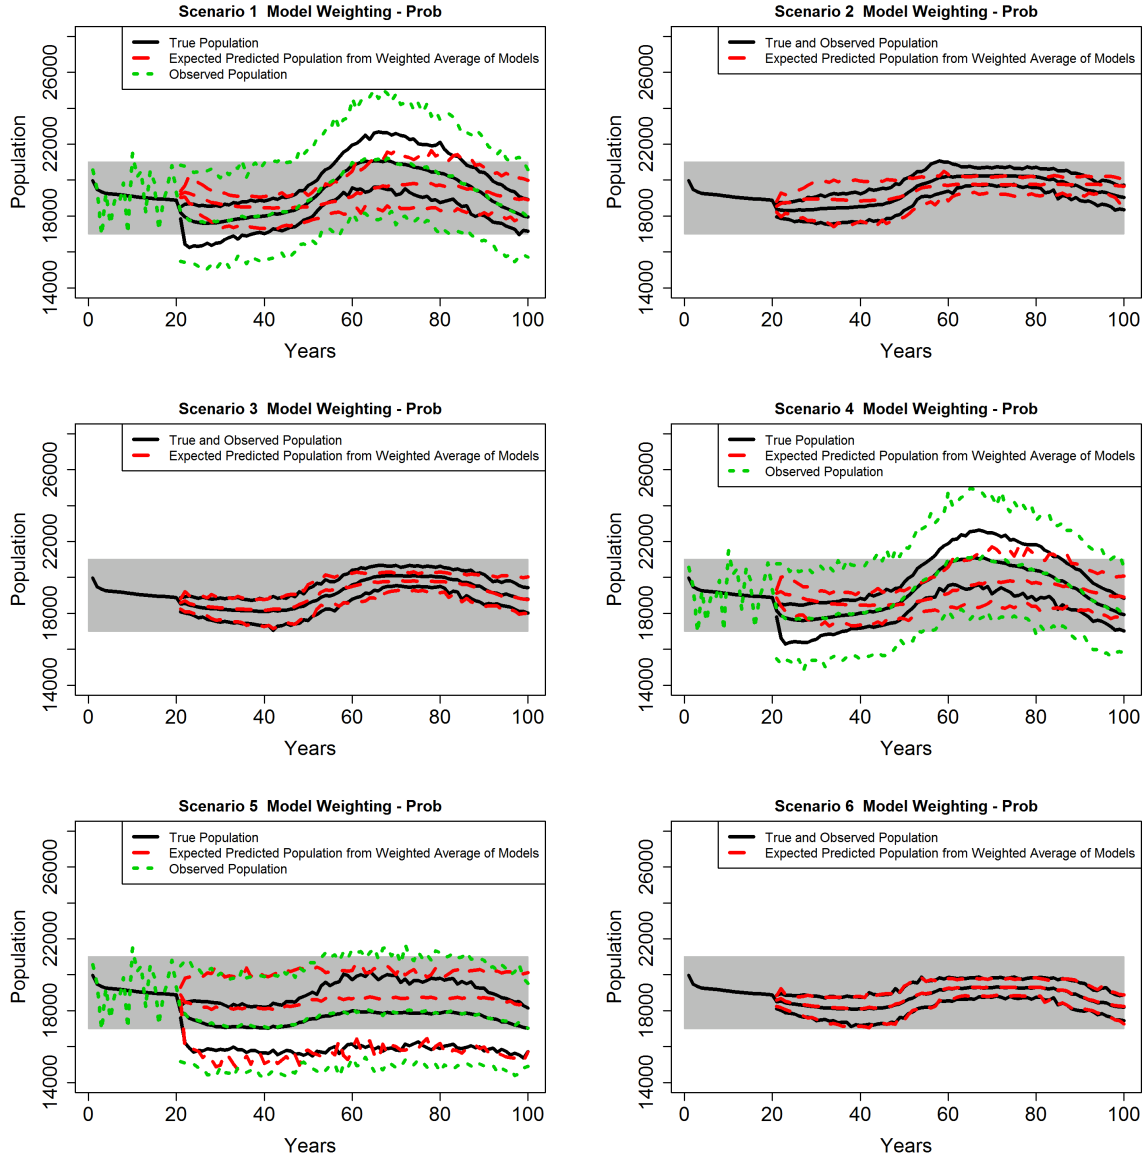 Scenario 1 Model Weighting - Prob
True Population
Expected Predicted Population from Weighted Average of Models
Observed Population
Population
14000
18000
22000
26000
0 20 40 60 80 100
Years
Scenario 2 Model Weighting - Prob
True and Observed Population
Expected Predicted Population from Weighted Average of Models
Population
14000
18000
22000
26000
0 20 40 60 80 100
Years
Scenario 3 Model Weighting - Prob
True and Observed Population
Expected Predicted Population from Weighted Average of Models
Population
14000
18000
22000
26000
0 20 40 60 80 100
Years
Scenario 4 Model Weighting - Prob
True Population
Expected Predicted Population from Weighted Average of Models
Observed Population
Population
14000
18000
22000
26000
0 20 40 60 80 100
Years
Scenario 5 Model Weighting - Prob
True Population
Expected Predicted Population from Weighted Average of Models
Observed Population
Population
14000
18000
22000
26000
0 20 40 60 80 100
Years
Scenario 6 Model Weighting - Prob
True and Observed Population
Expected Predicted Population from Weighted Average of Models
Population
14000
18000
22000
26000
0 20 40 60 80 100
Years